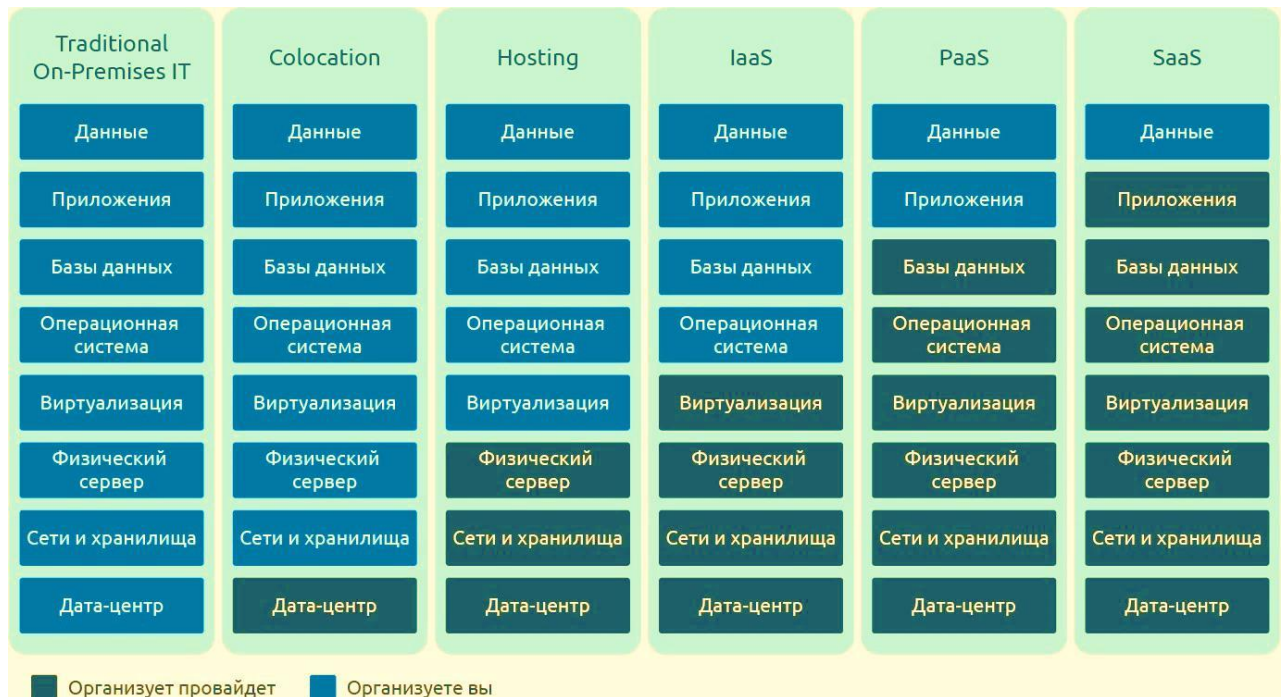 Traditional
On-Premises IT
Colocation
Hosting
IaaS
PaaS
SaaS
Данные
Данные
Данные
Данные
Данные
Данные
Приложения
Приложения
Приложения
Приложения
Приложения
Приложения
Базы данных
Базы данных
Базы данных
Базы данных
Базы данных
Базы данных
Операционная
система
Операционная
система
Операционная
система
Операционная
система
Операционная
система
Операционная
система
Виртуализация
Виртуализация
Виртуализация
Виртуализация
Виртуализация
Виртуализация
Физический
сервер
Физический
сервер
Физический
сервер
Физический
сервер
Физический
сервер
Физический
сервер
Сети и хранилища
Сети и хранилища
Сети и хранилища
Сети и хранилища
Сети и хранилища
Сети и хранилища
Дата-центр
Дата-центр
Дата-центр
Дата-центр
Дата-центр
Дата-центр
Организует провайдет
Организуете вы